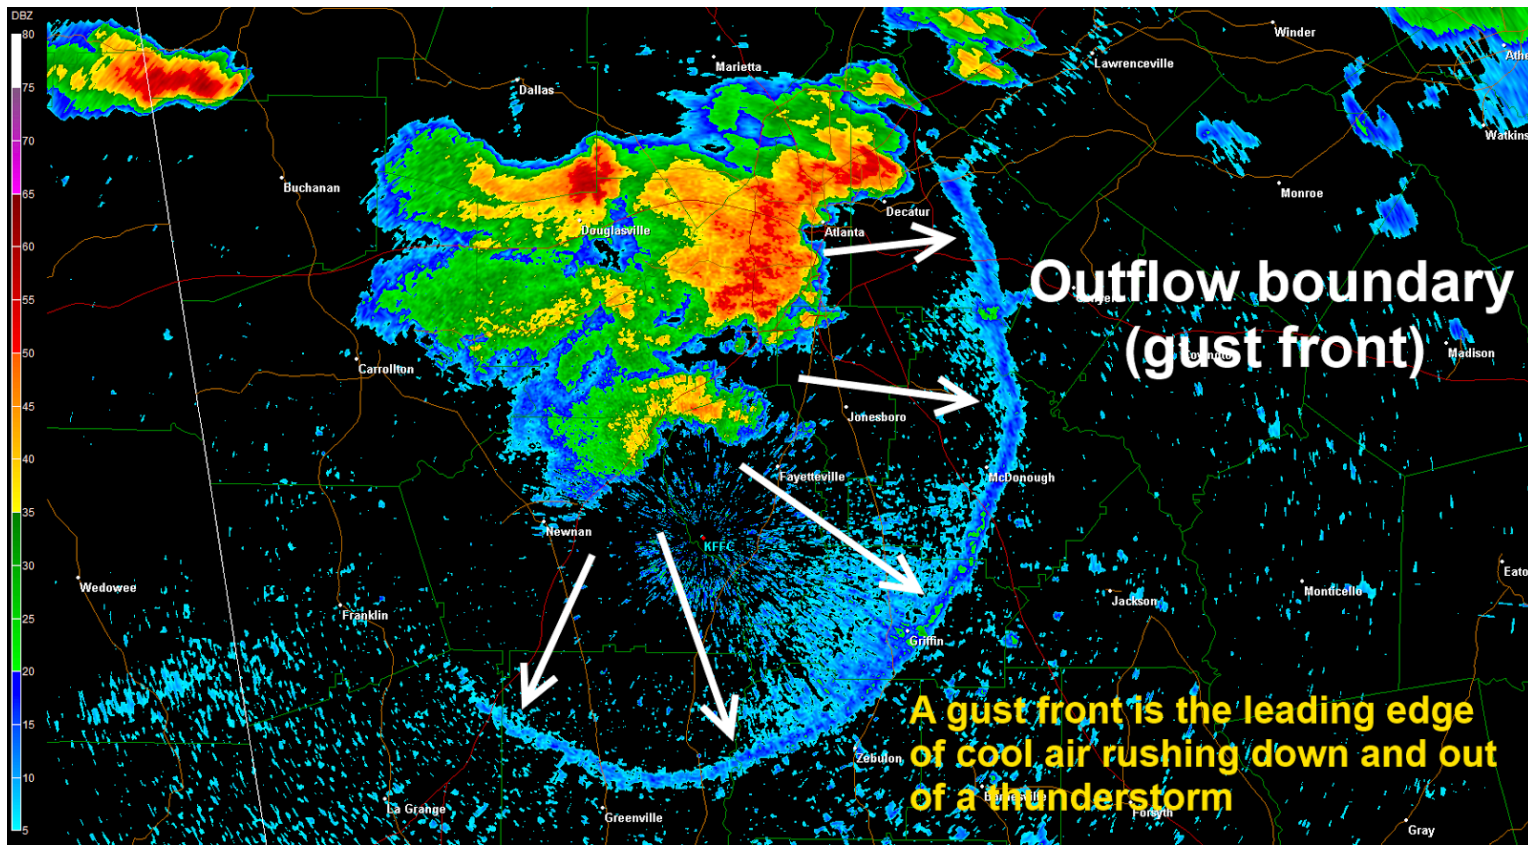 DBZ
80
75
70
65
60
55
50
45
40
35
30
25
20
15
10
5
Winder
Lawrenceville
Marietta
Dallas
Buchanan
Monroe
Decatur
Atlanta
Douglasville
Outflow boundary
(gust front)
Madison
Carrollton
Jonesboro
Fayetteville
McDonough
Newnan
KFFC
Wedowee
Franklin
Jackson
Monticello
Griffin
A gust front is the leading edge
of cool air rushing down and out
of a thunderstorm
Zebulon
La Grange
Greenville
Forsyth
Gray